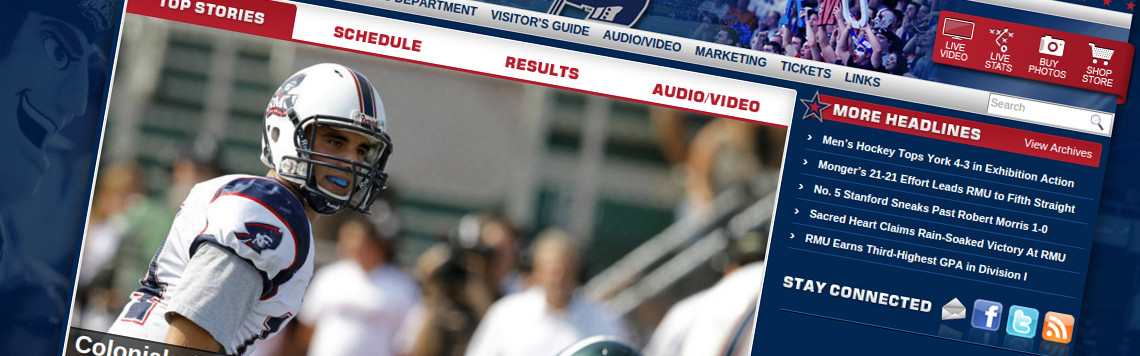 DEPARTMENT
VISITOR'S GUIDE
AUDIO/VIDEO
MARKETING
TICKETS
LINKS
TOP STORIES
SCHEDULE
RESULTS
AUDIO/VIDEO
LIVE
VIDEO
LIVE
STATS
BUY
PHOTOS
SHOP
STORE
Search
MORE HEADLINES
View Archives
Men's Hockey Tops York 4-3 in Exhibition Action
Monger's 21-21 Effort Leads RMU to Fifth Straight
No. 5 Stanford Sneaks Past Robert Morris 1-0
Sacred Heart Claims Rain-Soaked Victory At RMU
RMU Earns Third-Highest GPA in Division I
STAY CONNECTED
Colonial